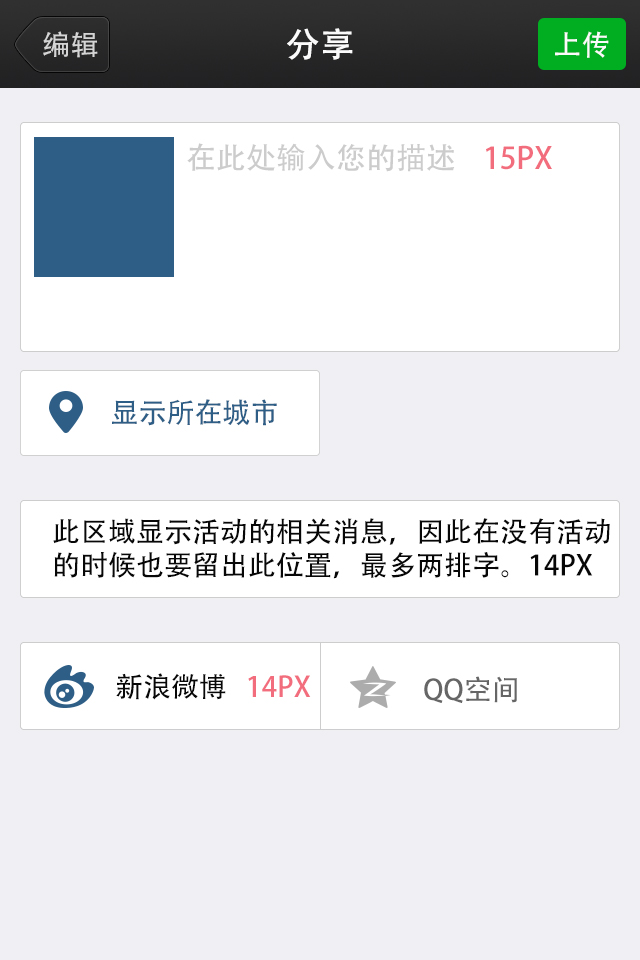 编辑
分享
上传
在此处输入您的描述 15PX
显示所在城市
此区域显示活动的相关消息，因此在没有活动
的时候也要留出此位置，最多两排字。14PX
新浪微博 14PX
QQ空间